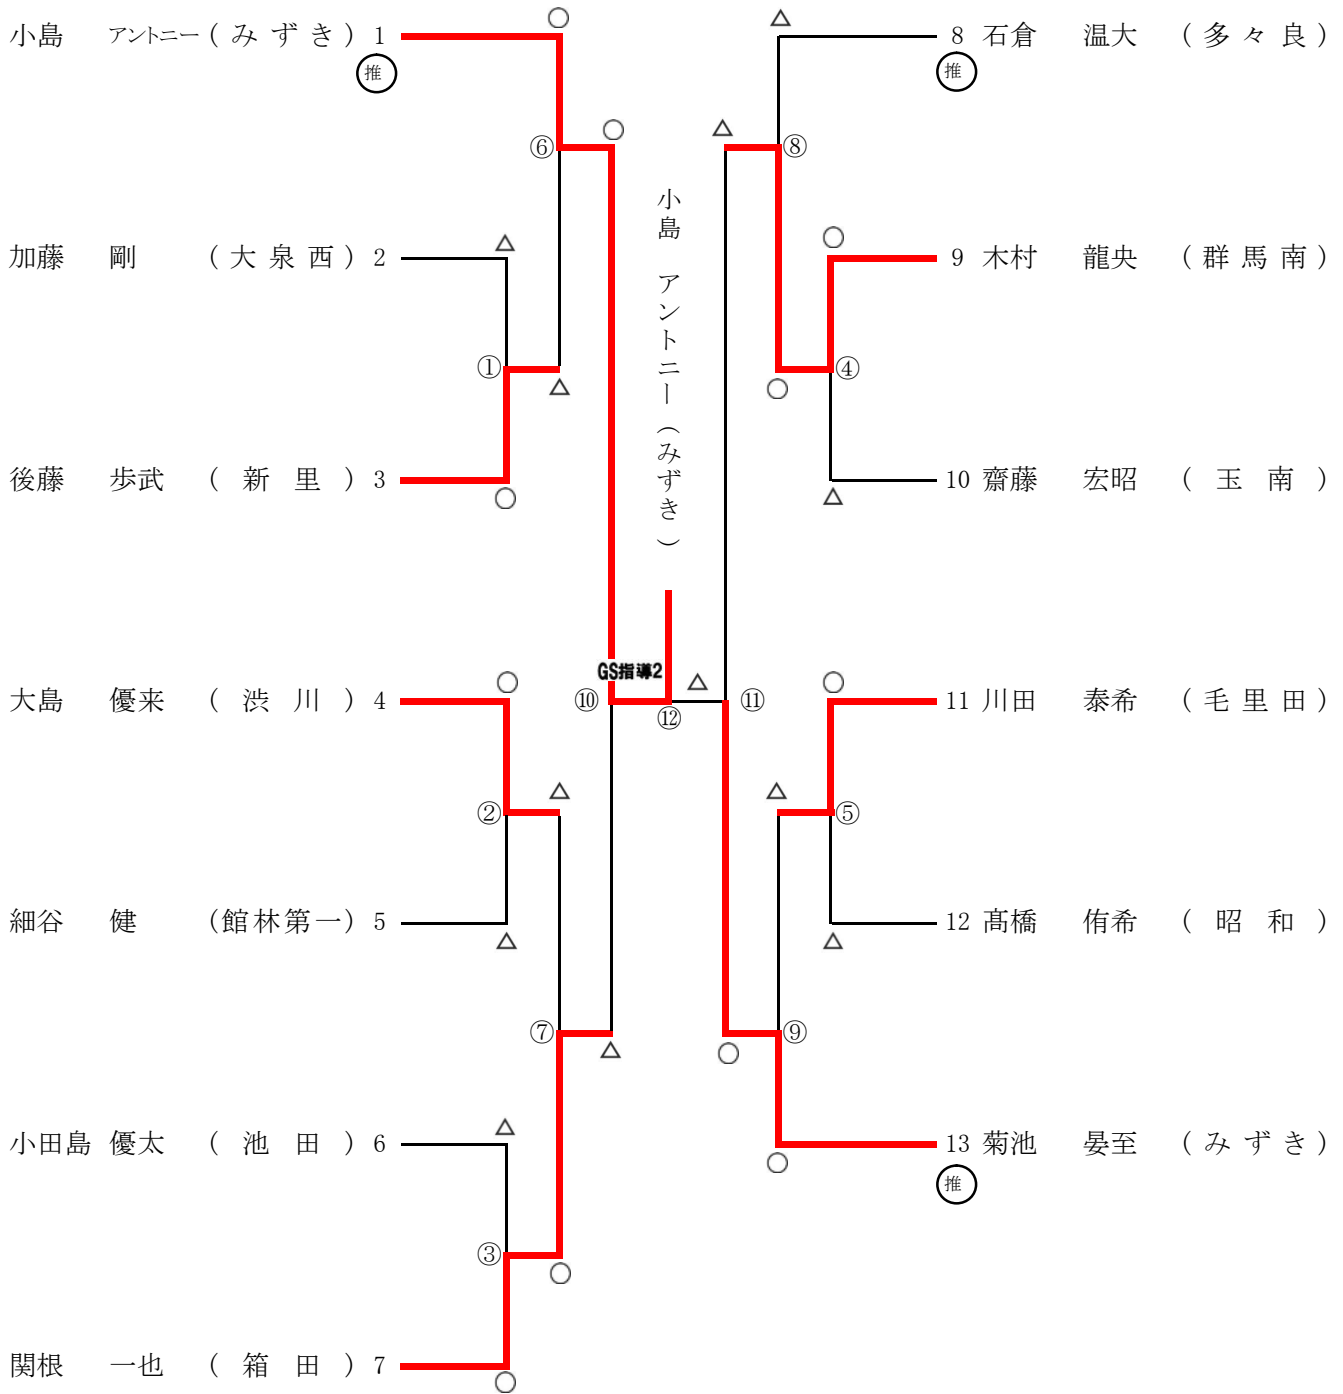 小島 アントニー (みずき) 1
推
加藤 剛 (大泉西) 2
後藤 歩武 (新里) 3
大島 優来 (渋川) 4
細谷 健 (館林第一) 5
小田島 優太 (池田) 6
関根 一也 (箱田) 7
①
②
③
⑥
⑦
⑩
GS指導2
⑫
小島 アントニー(みずき)
⑪
⑧
⑨
④
⑤
8 石倉 温大 (多々良)
推
9 木村 龍央 (群馬南)
10 齋藤 宏昭 (玉南)
11 川田 泰希 (毛里田)
12 髙橋 侑希 (昭和)
13 菊池 晏至 (みずき)
推